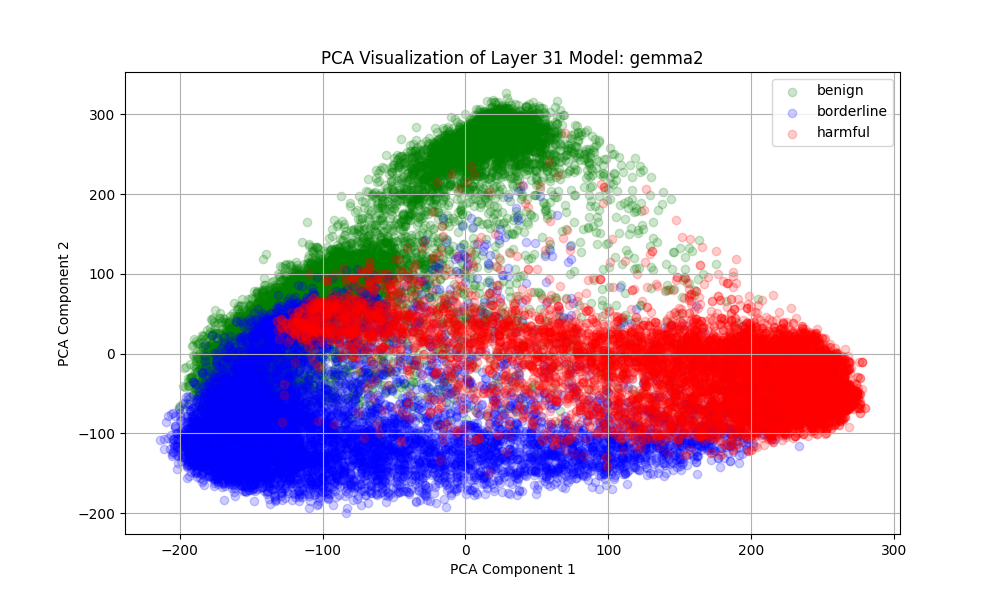 PCA Visualization of Layer 31 Model: gemma2
benign
borderline
harmful
300
200
100
0
−100
−200
PCA Component 2
−200
−100
0
100
200
300
PCA Component 1